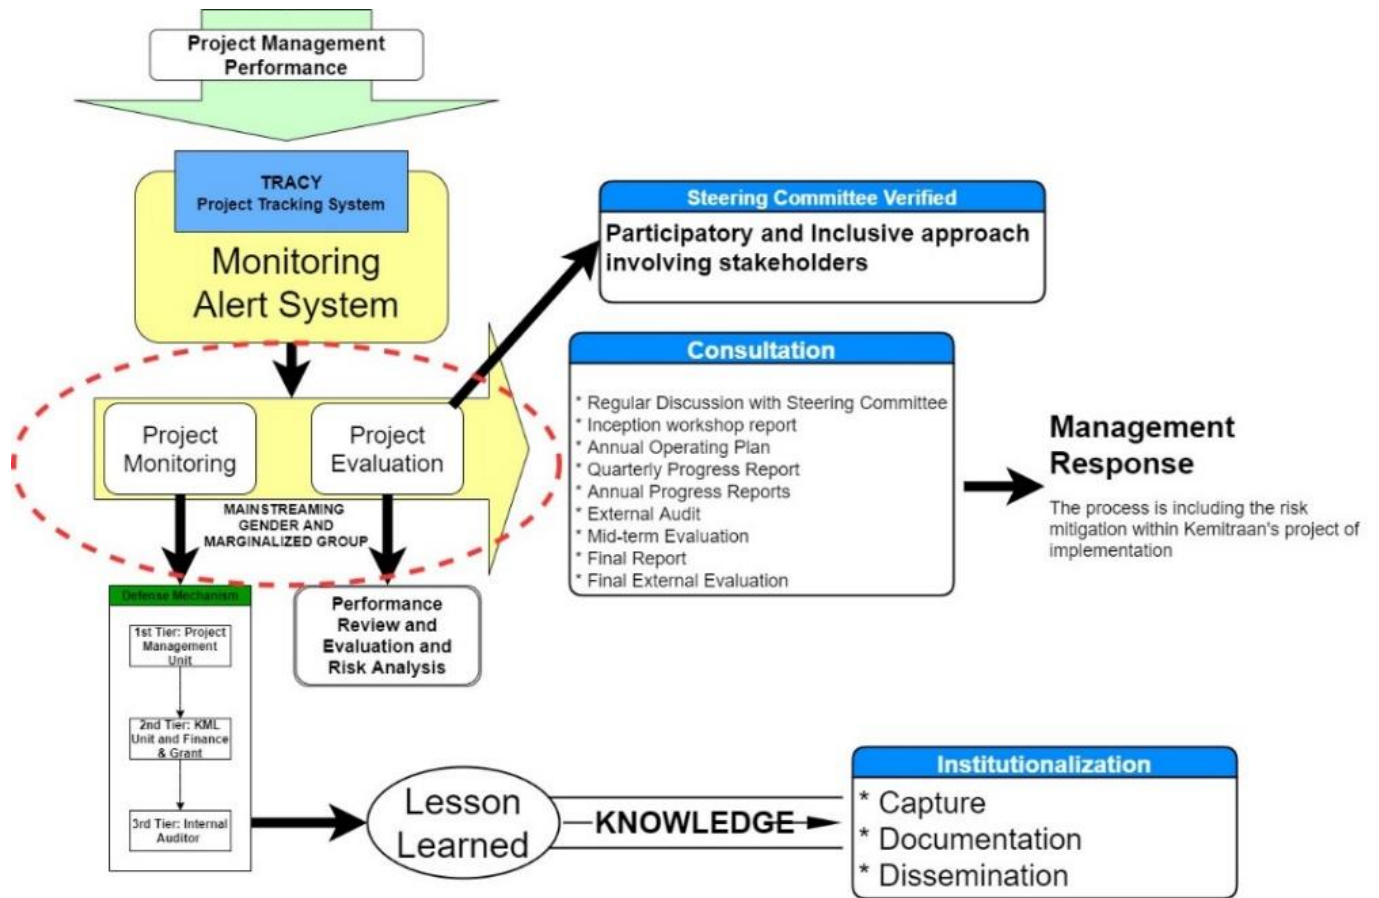 Project Management
Performance
TRACY
Project Tracking System
Monitoring
Alert System
Steering Committee Verified
Participatory and Inclusive approach
involving stakeholders
Project
Monitoring
Project
Evaluation
MAINSTREAMING
GENDER AND
MARGINALIZED GROUP
Consultation
* Regular Discussion with Steering Committee
* Inception workshop report
* Annual Operating Plan
* Quarterly Progress Report
* Annual Progress Reports
* External Audit
* Mid-term Evaluation
* Final Report
* Final External Evaluation
Management
Response
The process is including the risk
mitigation within Kemitraan's project of
implementation
Defense Mechanism
1st Tier: Project
Management
Unit
2nd Tier: KML
Unit and Finance
& Grant
3rd Tier: Internal
Auditor
Performance
Review and
Evaluation and
Risk Analysis
Lesson
Learned
KNOWLEDGE
Institutionalization
* Capture
* Documentation
* Dissemination